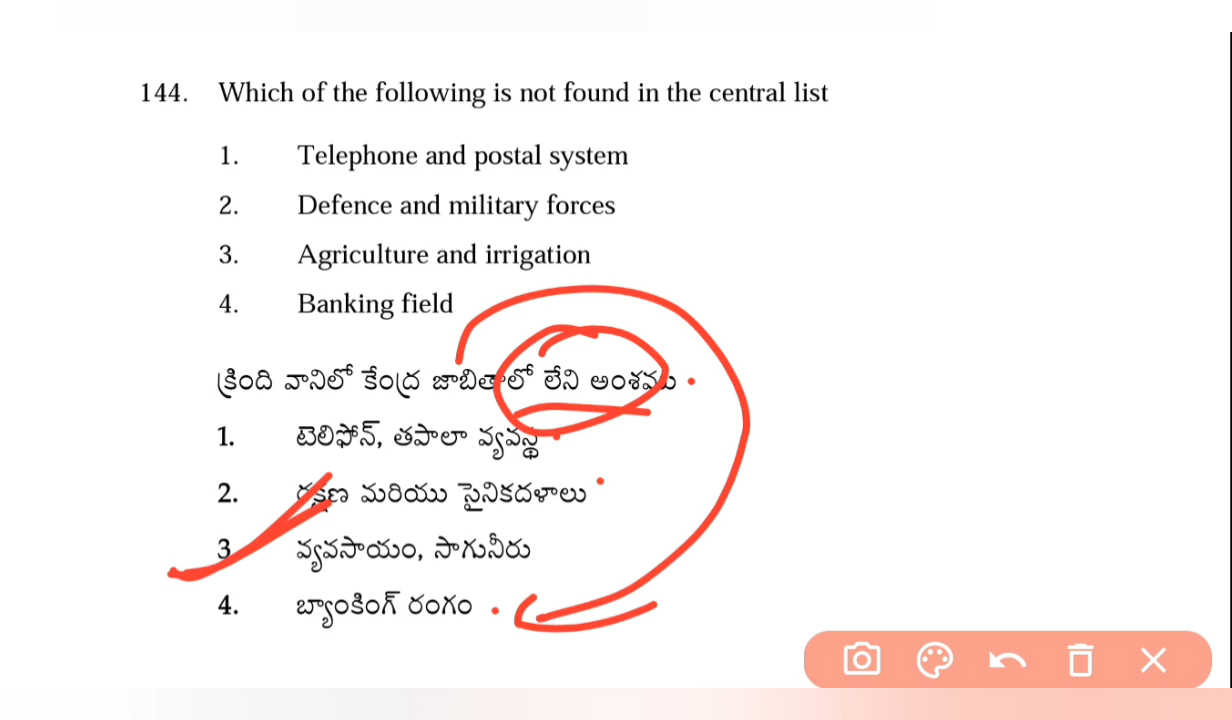 144. Which of the following is not found in the central list
1. Telephone and postal system
2. Defence and military forces
3. Agriculture and irrigation
4. Banking field
క్రింది వానిలో కేంద్ర జాబితాలో లేని అంశము
1. టెలిఫోన్, తపాలా వ్యవస్థ
2. రక్షణ మరియు సైనికదళాలు
3 వ్యవసాయం, సాగునీరు
4. బ్యాంకింగ్ రంగం